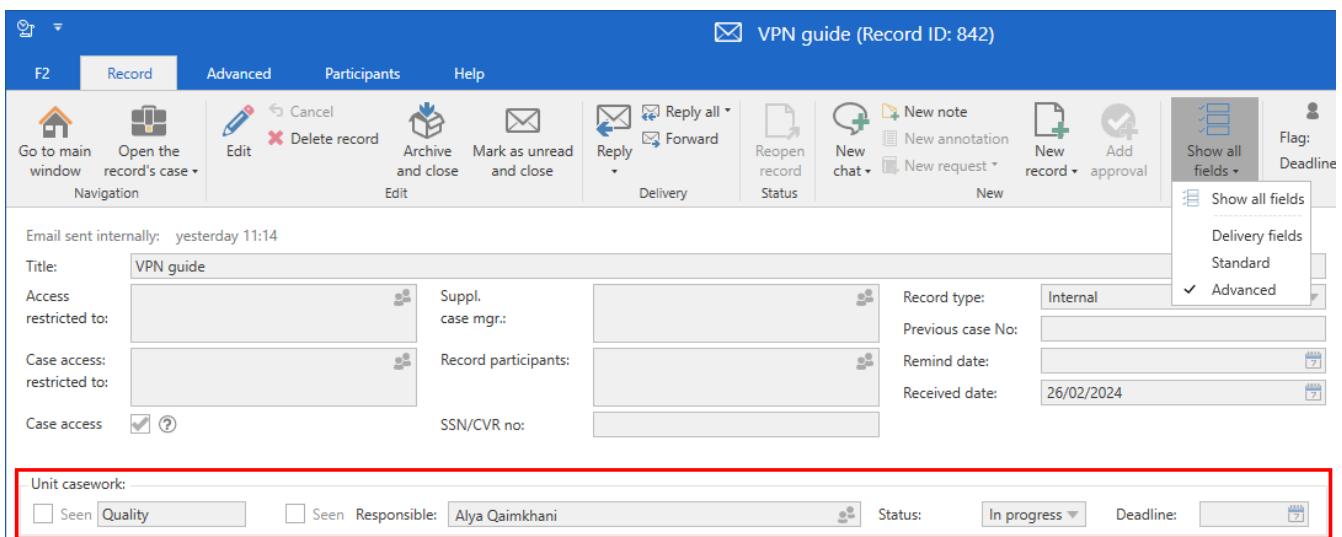 VPN guide (Record ID: 842)
F2 Record Advanced Participants Help
Go to main window
Open the record's case
Navigation
Edit
Cancel
Delete record
Archive and close
Mark as unread and close
Edit
Reply
Reply all
Forward
Delivery
Reopen record
Status
New chat
New note
New annotation
New request
New record
Add approval
New
Show all fields
Flag:
Deadline
Show all fields
Delivery fields
Standard
Advanced
Email sent internally: yesterday 11:14
Title: VPN guide
Access restricted to:
Suppl. case mgr.:
Record type: Internal
Previous case No:
Case access: restricted to:
Record participants:
Remind date:
Received date: 26/02/2024
Case access
SSN/CVR no:
Unit casework:
Seen Quality Seen Responsible: Alya Qaimkhani Status: In progress Deadline: